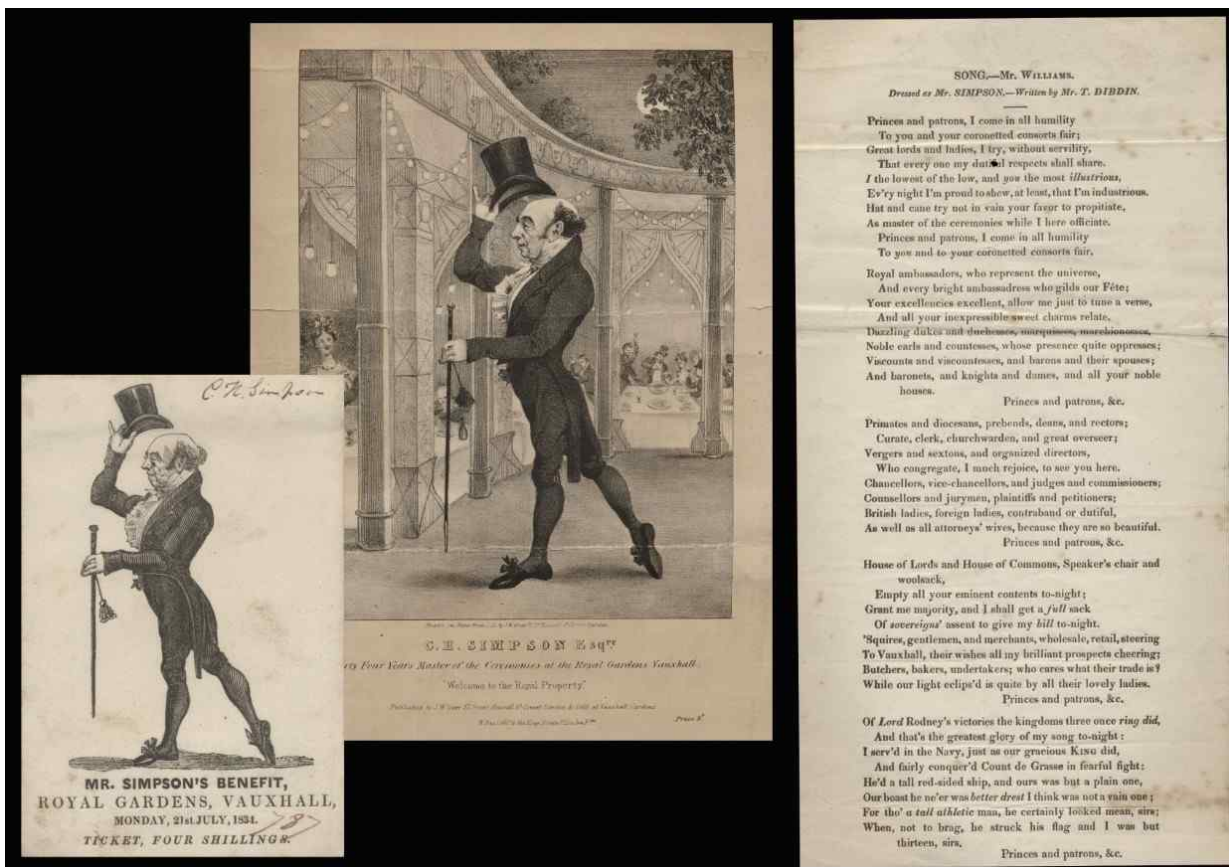 C. H. Simpson
MR. SIMPSON'S BENEFIT,
ROYAL GARDENS, VAUXHALL,
MONDAY, 21st JULY, 1834.
TICKET, FOUR SHILLINGS.
C. H. SIMPSON Esqre
ty Four Years Master of the Ceremonies at the Royal Gardens Vauxhall.
"Welcome to the Royal Property."
Price
SONG.—Mr. WILLIAMS.
Dressed as Mr. SIMPSON.—Written by Mr. T. DIBDIN.
Princes and patrons, I come in all humility
To you and your coronetted consorts fair;
Great lords and ladies, I try, without servility,
That every one my respects shall share.
I the lowest of the low, and you the most illustrious,
Ev'ry night I'm proud to shew, at least, that I'm industrious.
Hat and cane try not in vain your favor to propitiate,
As master of the ceremonies while I here officiate.
Princes and patrons, I come in all humility
To you and to your coronetted consorts fair.
Royal ambassadors, who represent the universe,
And every bright ambassadress who gilds our Fête;
Your excellencies excellent, allow me just to tune a verse,
And all your inexpressible sweet charms relate.
Dazzling dukes and duchesses, marquisses, marchionesses,
Noble earls and countesses, whose presence quite oppresses;
Viscounts and viscountesses, and barons and their spouses;
And baronets, and knights and dames, and all your noble
houses.
Princes and patrons, &c.
Primates and diocesans, prebends, deans, and rectors;
Curate, clerk, churchwarden, and great overseer;
Vergers and sextons, and organized directors,
Who congregate, I much rejoice, to see you here.
Chancellors, vice-chancellors, and judges and commissioners;
Counsellors and jurymen, plaintiffs and petitioners;
British ladies, foreign ladies, contraband or dutiful,
As well as all attorneys' wives, because they are so beautiful.
Princes and patrons, &c.
House of Lords and House of Commons, Speaker's chair and
woolsack,
Empty all your eminent contents to-night;
Grant me majority, and I shall get a full sack
Of sovereigns' assent to give my bill to-night.
'Squires, gentlemen, and merchants, wholesale, retail, steering
To Vauxhall, their wishes all my brilliant prospects cheering;
Butchers, bakers, undertakers; who cares what their trade is?
While our light eclips'd is quite by all their lovely ladies.
Princes and patrons, &c.
Of Lord Rodney's victories the kingdoms three once ring did,
And that's the greatest glory of my song to-night:
I serv'd in the Navy, just as our gracious KING did,
And fairly conquer'd Count de Grasse in fearful fight:
He'd a tall red-sided ship, and ours was but a plain one,
Our boast he ne'er was better drest I think was not a vain one;
For tho' a tall athletic man, he certainly looked mean, sirs;
When, not to brag, he struck his flag and I was but
thirteen, sirs.
Princes and patrons, &c.